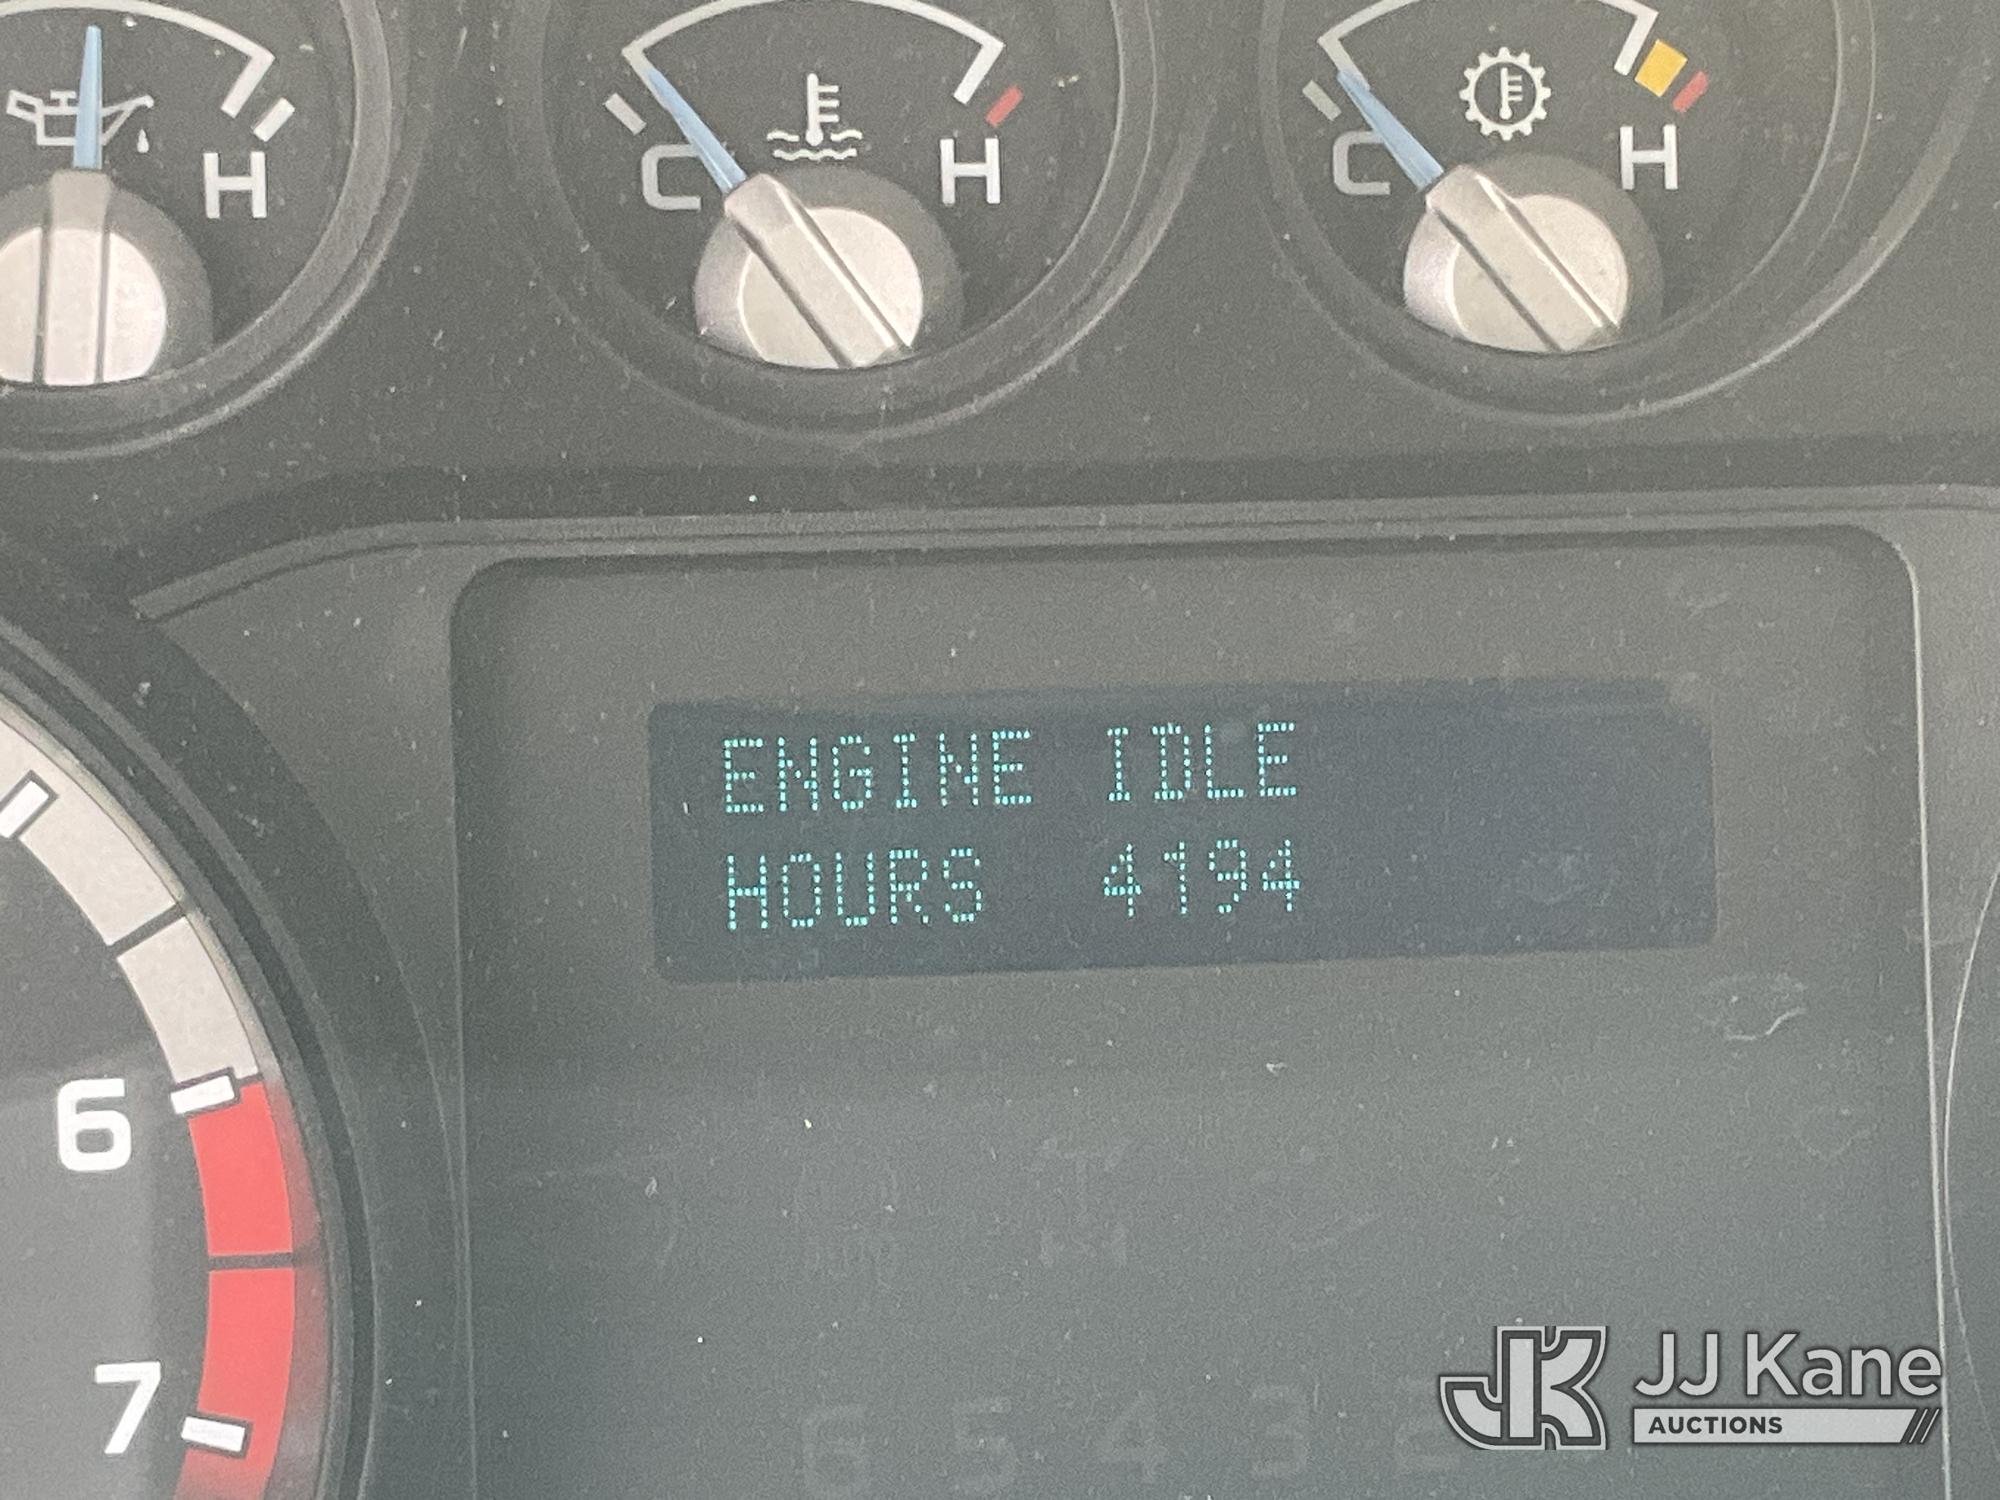 H
C H
C H
ENGINE IDLE
HOURS 4194
6
7
JJ Kane
AUCTIONS